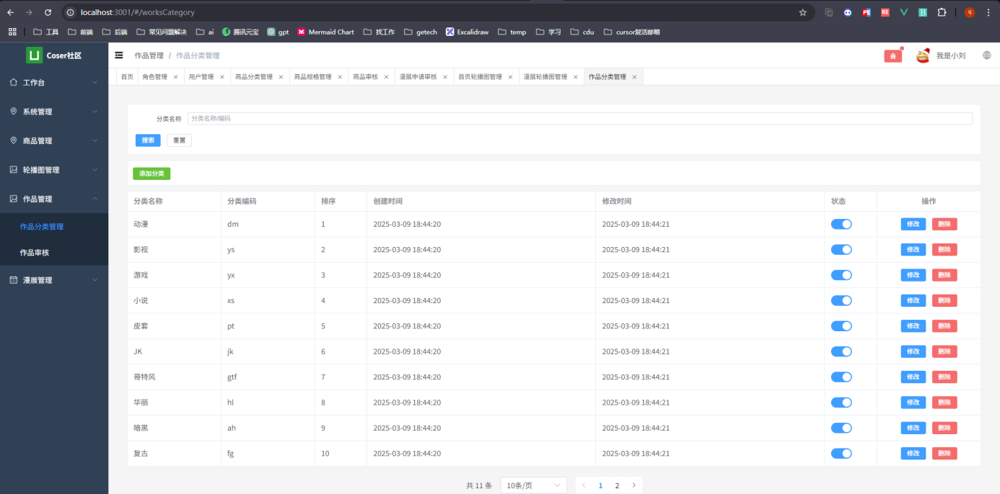 localhost:3001/#/worksCategory
工具 前端 后端 常见问题解决 ai 腾讯元宝 gpt Mermaid Chart 找工作 getech Excalidraw temp 学习 cdu cursor复活邮箱
Coser社区
作品管理 / 作品分类管理
我是小刘
首页 角色管理 用户管理 商品分类管理 商品规格管理 商品审核 漫展申请审核 首页轮播图管理 漫展轮播图管理 作品分类管理
工作台
系统管理
商品管理
轮播图管理
作品管理
作品分类管理
作品审核
漫展管理
分类名称 分类名称/编码
搜索 重置
添加分类
分类名称 分类编码 排序 创建时间 修改时间 状态 操作
动漫 dm 1 2025-03-09 18:44:20 2025-03-09 18:44:21 修改 删除
影视 ys 2 2025-03-09 18:44:20 2025-03-09 18:44:21 修改 删除
游戏 yx 3 2025-03-09 18:44:20 2025-03-09 18:44:21 修改 删除
小说 xs 4 2025-03-09 18:44:20 2025-03-09 18:44:21 修改 删除
皮套 pt 5 2025-03-09 18:44:20 2025-03-09 18:44:21 修改 删除
JK jk 6 2025-03-09 18:44:20 2025-03-09 18:44:21 修改 删除
哥特风 gtf 7 2025-03-09 18:44:20 2025-03-09 18:44:21 修改 删除
华丽 hl 8 2025-03-09 18:44:20 2025-03-09 18:44:21 修改 删除
暗黑 ah 9 2025-03-09 18:44:20 2025-03-09 18:44:21 修改 删除
复古 fg 10 2025-03-09 18:44:20 2025-03-09 18:44:21 修改 删除
共 11 条 10条/页 1 2